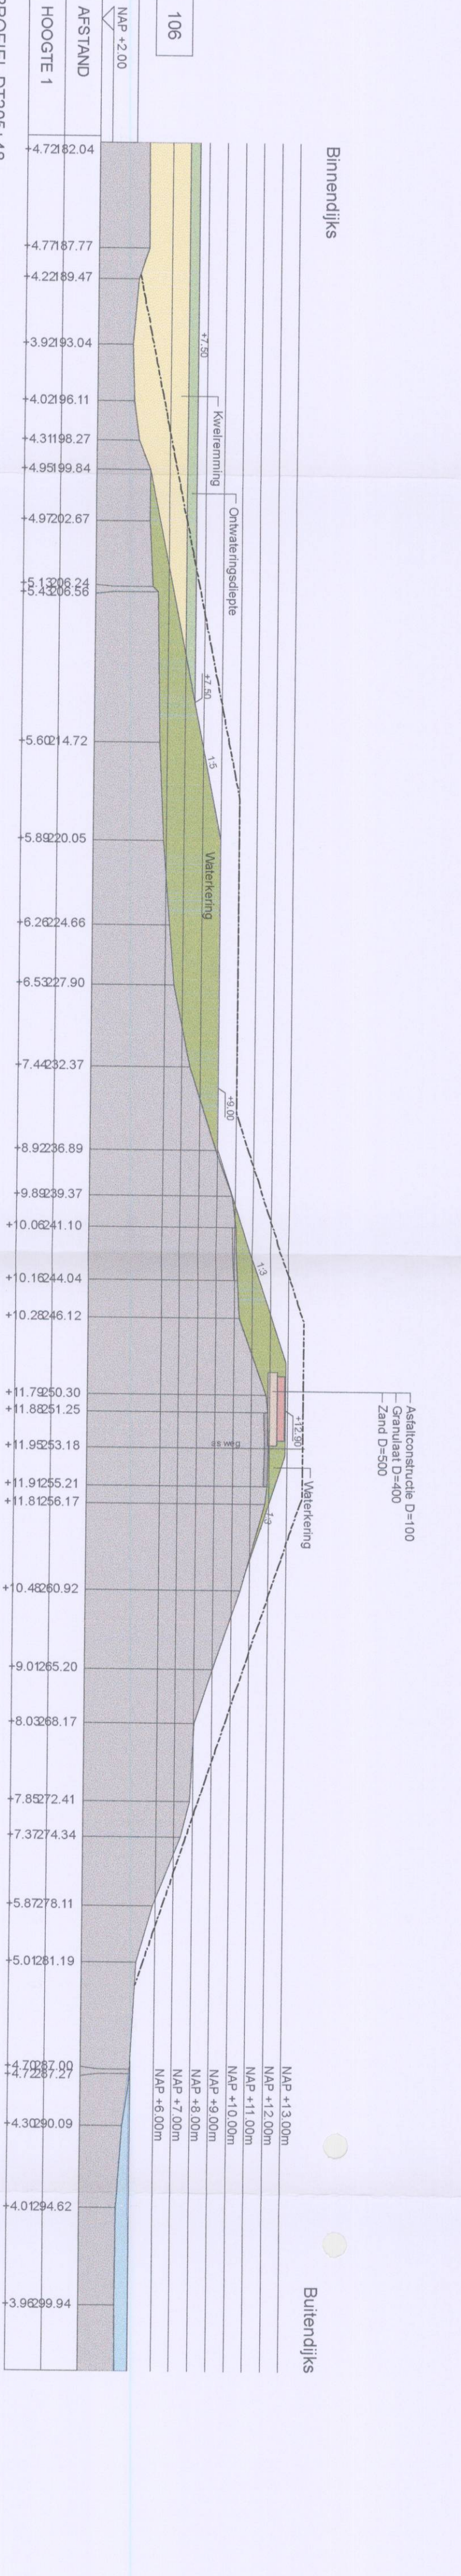 106
NAP +2.00
AFSTAND
HOOGTE 1
Binnendijks
Buitendijks
Asfaltconstructie D=100
Granulaat D=400
Zand D=500
Waterkering
+12.90
1:3
1:3
as weg
+9.00
Waterkering
1:5
+7.50
Ontwateringsdiepte
Kwelremming
+7.50
NAP +13.00m
NAP +12.00m
NAP +11.00m
NAP +10.00m
NAP +9.00m
NAP +8.00m
NAP +7.00m
NAP +6.00m
182.04 187.77 189.47 193.04 196.11 198.27 199.84 202.67 206.24 206.56 214.72 220.05 224.66 227.90 232.37 236.89 239.37 241.10 244.04 246.12 250.30 251.25 253.18 255.21 256.17 260.92 265.20 268.17 272.41 274.34 278.11 281.19 287.00 287.27 290.09 294.62 299.94
+4.72 +4.77 +4.22 +3.92 +4.02 +4.31 +4.95 +4.97 +5.13 +5.43 +5.60 +5.89 +6.26 +6.53 +7.44 +8.92 +9.89 +10.06 +10.16 +10.28 +11.79 +11.88 +11.95 +11.91 +11.81 +10.48 +9.01 +8.03 +7.85 +7.37 +5.87 +5.01 +4.70 +4.72 +4.30 +4.01 +3.96